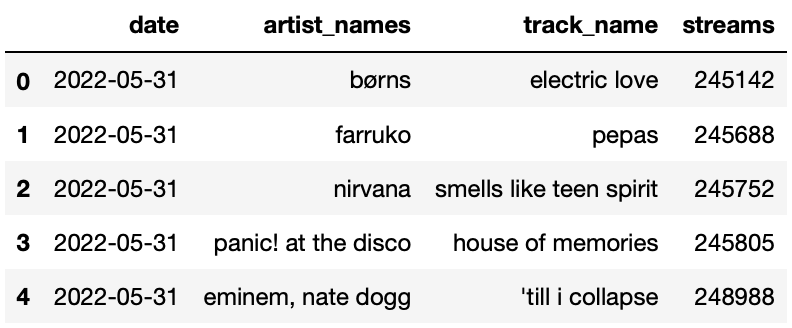 date artist_names track_name streams
0 2022-05-31 børns electric love 245142
1 2022-05-31 farruko pepas 245688
2 2022-05-31 nirvana smells like teen spirit 245752
3 2022-05-31 panic! at the disco house of memories 245805
4 2022-05-31 eminem, nate dogg 'till i collapse 248988